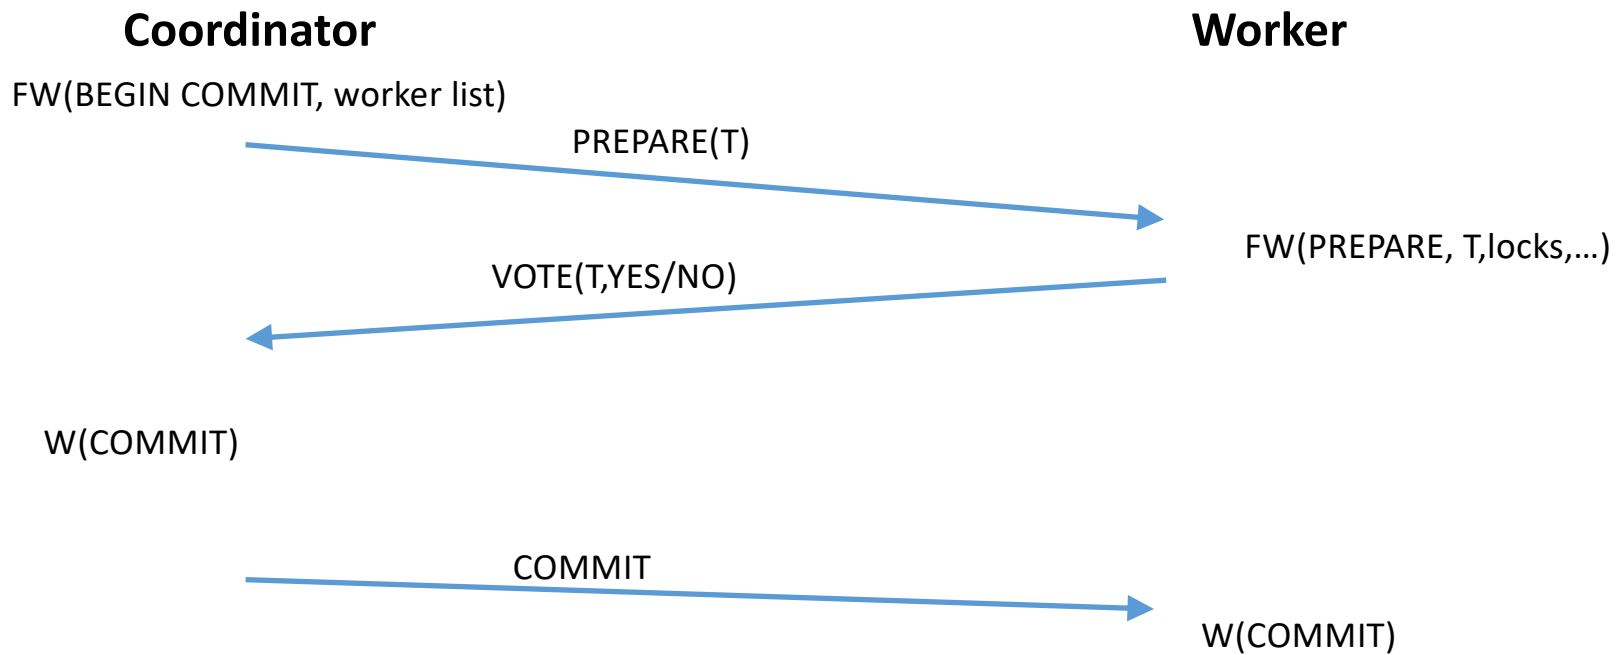 Coordinator
Worker
FW(BEGIN COMMIT, worker list)
PREPARE(T)
FW(PREPARE, T,locks,...)
VOTE(T,YES/NO)
W(COMMIT)
COMMIT
W(COMMIT)